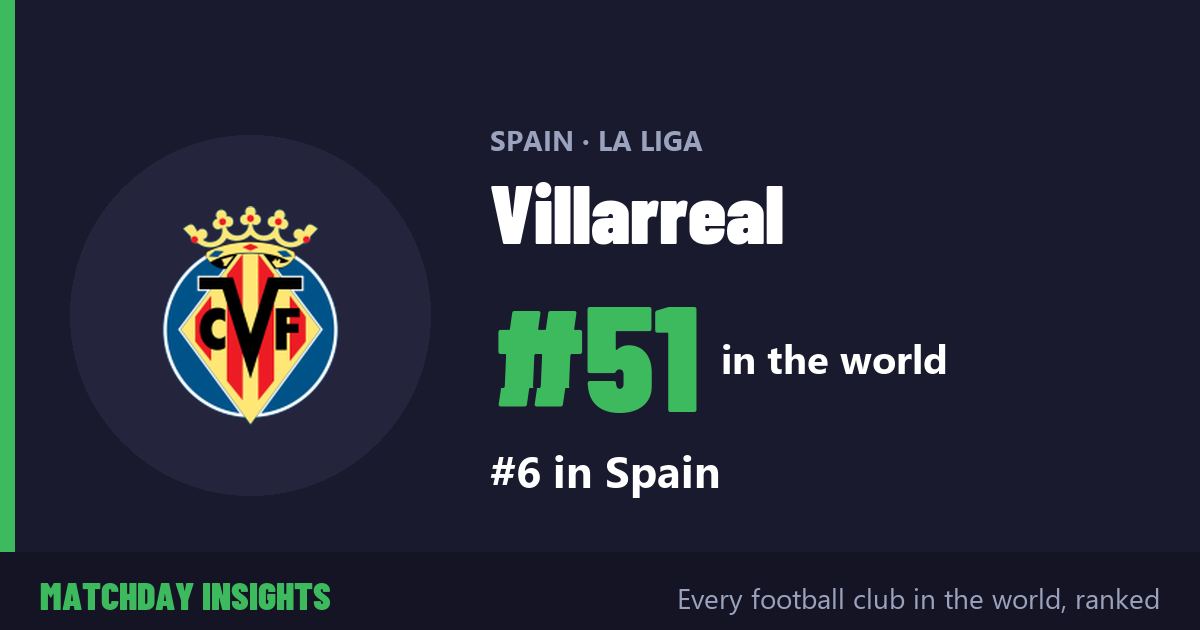 SPAIN · LA LIGA
Villarreal
CVF
#51 in the world
#6 in Spain
MATCHDAY INSIGHTS
Every football club in the world, ranked